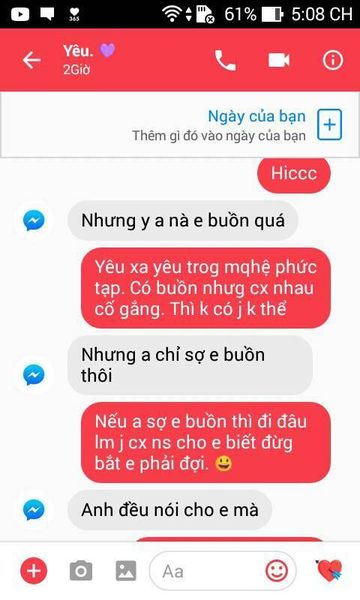 365
61%
5:08 CH
Yêu. 💜
2Giờ
Ngày của bạn
Thêm gì đó vào ngày của bạn
Hiccc
Nhưng y a nà e buồn quá
Yêu xa yêu trog mqhệ phức
tạp. Có buồn nhưg cx nhau
cố gắng. Thì k có j k thể
Nhưng a chỉ sợ e buồn
thôi
Nếu a sợ e buồn thì đi đâu
lm j cx ns cho e biết đừg
bắt e phải đợi. 😀
Anh đều nói cho e mà
Aa